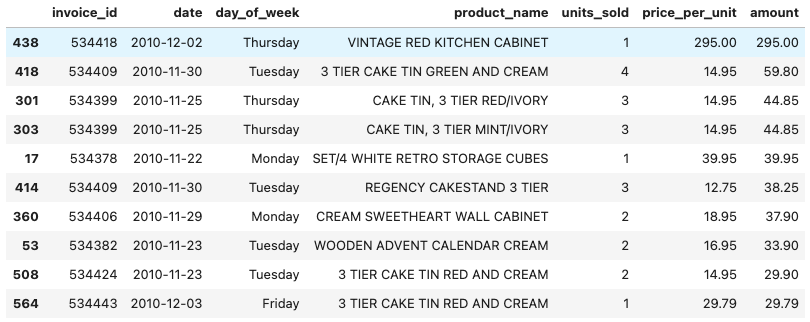 invoice_id date day_of_week product_name units_sold price_per_unit amount
438 534418 2010-12-02 Thursday VINTAGE RED KITCHEN CABINET 1 295.00 295.00
418 534409 2010-11-30 Tuesday 3 TIER CAKE TIN GREEN AND CREAM 4 14.95 59.80
301 534399 2010-11-25 Thursday CAKE TIN, 3 TIER RED/IVORY 3 14.95 44.85
303 534399 2010-11-25 Thursday CAKE TIN, 3 TIER MINT/IVORY 3 14.95 44.85
17 534378 2010-11-22 Monday SET/4 WHITE RETRO STORAGE CUBES 1 39.95 39.95
414 534409 2010-11-30 Tuesday REGENCY CAKESTAND 3 TIER 3 12.75 38.25
360 534406 2010-11-29 Monday CREAM SWEETHEART WALL CABINET 2 18.95 37.90
53 534382 2010-11-23 Tuesday WOODEN ADVENT CALENDAR CREAM 2 16.95 33.90
508 534424 2010-11-23 Tuesday 3 TIER CAKE TIN RED AND CREAM 2 14.95 29.90
564 534443 2010-12-03 Friday 3 TIER CAKE TIN RED AND CREAM 1 29.79 29.79